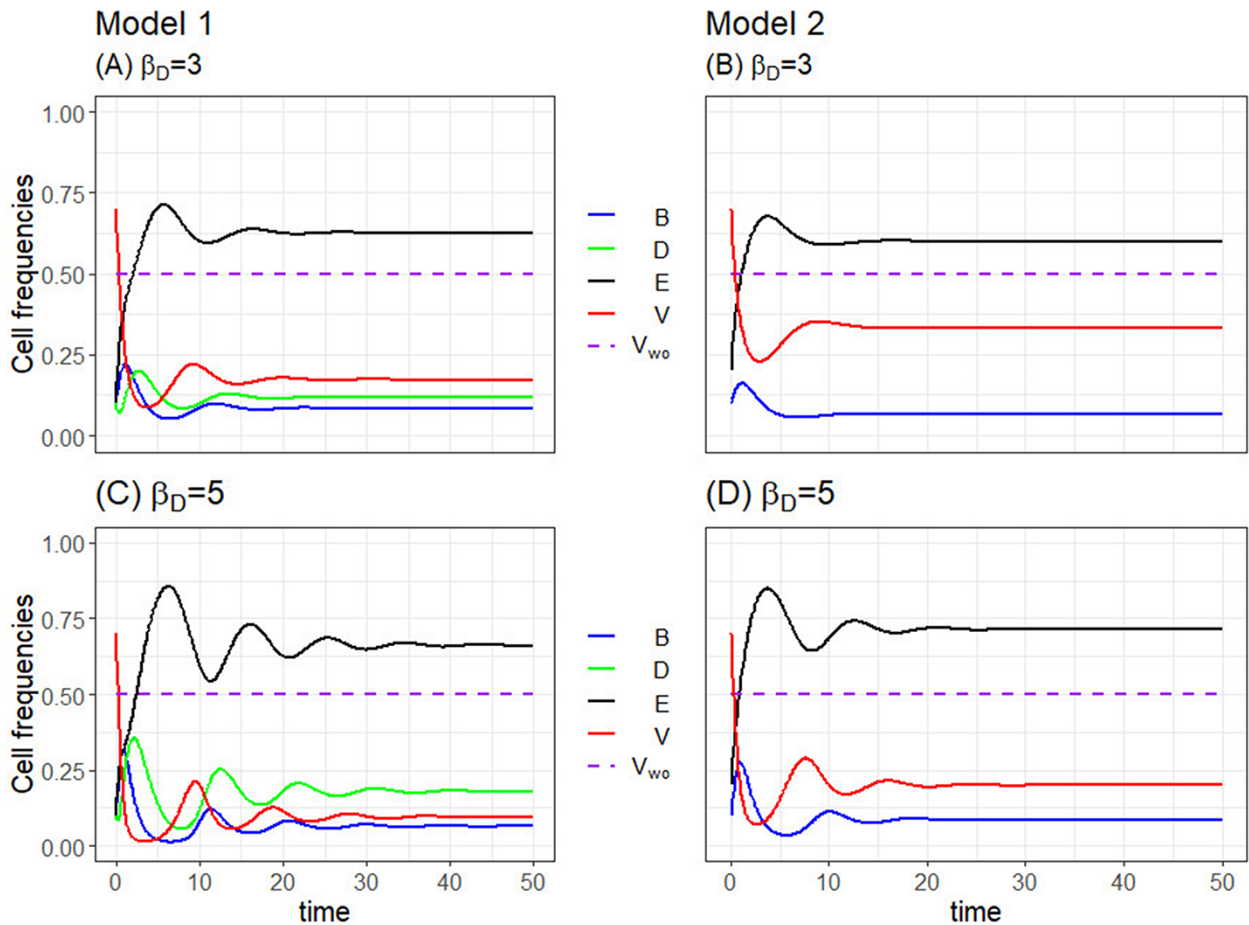 Model 1
Model 2
(A) βD=3
(B) βD=3
1.00
0.75
0.50
0.25
0.00
Cell frequencies
B
D
E
V
Vwo
(C) βD=5
(D) βD=5
1.00
0.75
0.50
0.25
0.00
Cell frequencies
B
D
E
V
Vwo
0 10 20 30 40 50
time
0 10 20 30 40 50
time